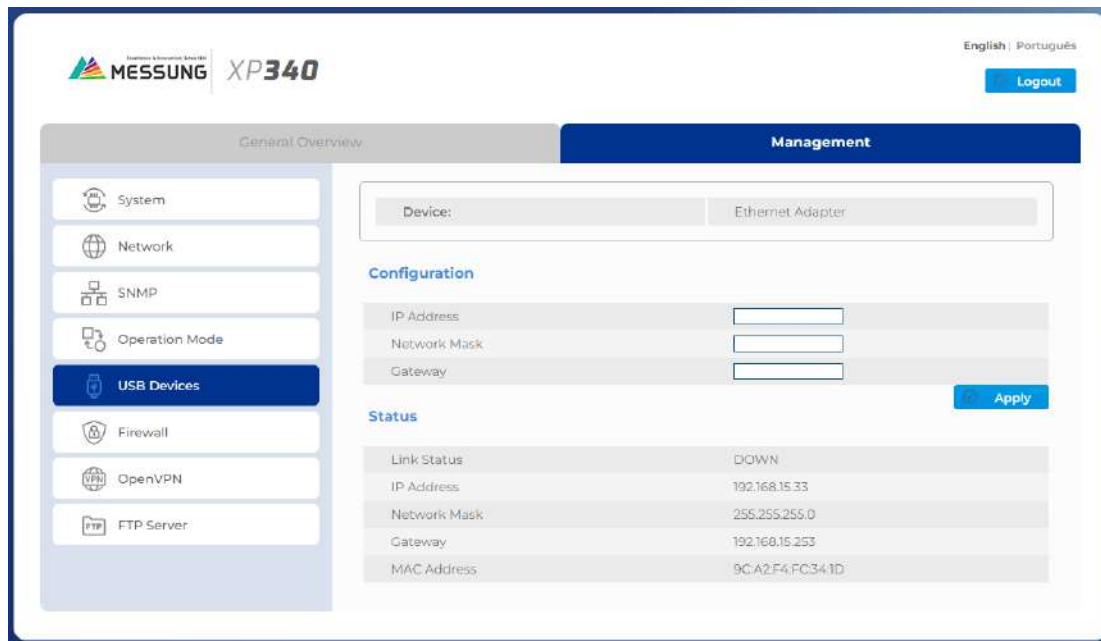 English | Português
MESSUNG XP340
Logout
General Overview
Management
System
Network
SNMP
Operation Mode
USB Devices
Firewall
VPN OpenVPN
FTP FTP Server
Device: Ethernet Adapter
Configuration
IP Address
Network Mask
Gateway
Apply
Status
Link Status DOWN
IP Address 192.168.15.33
Network Mask 255.255.255.0
Gateway 192.168.15.253
MAC Address 9C:A2:F4:FC:34:1D